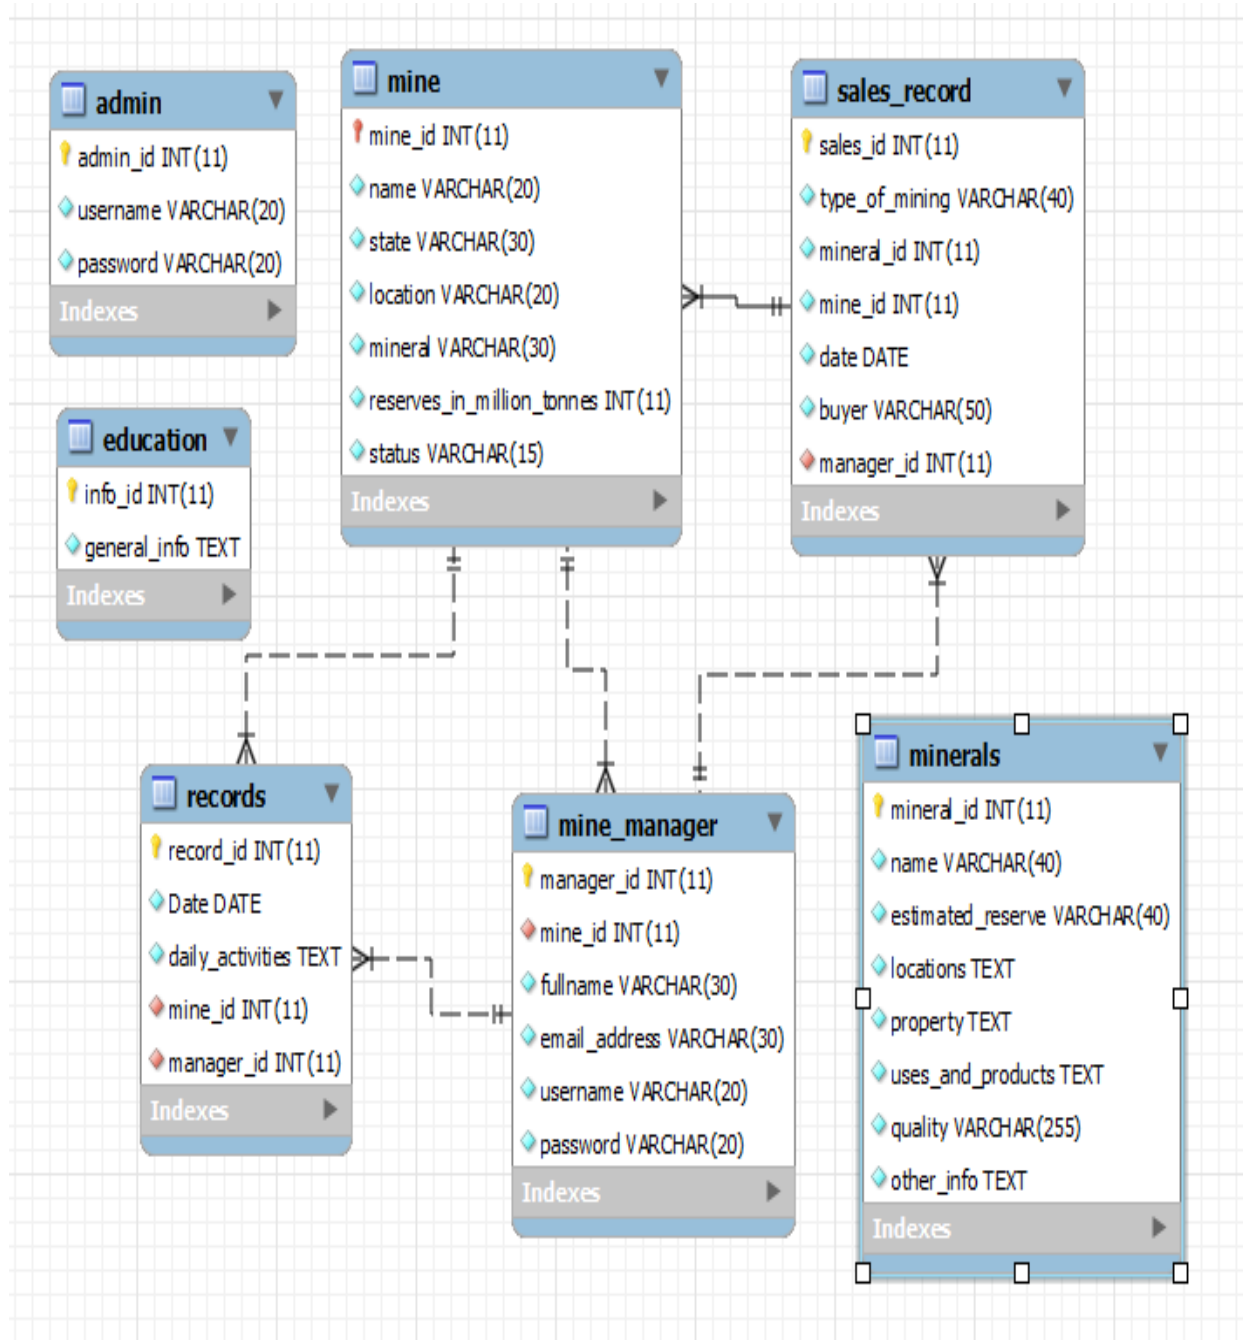 admin
admin_id INT(11)
username VARCHAR(20)
password VARCHAR(20)
Indexes
mine
mine_id INT(11)
name VARCHAR(20)
state VARCHAR(30)
location VARCHAR(20)
mineral VARCHAR(30)
reserves_in_million_tonnes INT(11)
status VARCHAR(15)
Indexes
sales_record
sales_id INT(11)
type_of_mining VARCHAR(40)
mineral_id INT(11)
mine_id INT(11)
date DATE
buyer VARCHAR(50)
manager_id INT(11)
Indexes
education
info_id INT(11)
general_info TEXT
Indexes
records
record_id INT(11)
Date DATE
daily_activities TEXT
mine_id INT(11)
manager_id INT(11)
Indexes
mine_manager
manager_id INT(11)
mine_id INT(11)
fullname VARCHAR(30)
email_address VARCHAR(30)
username VARCHAR(20)
password VARCHAR(20)
Indexes
minerals
mineral_id INT(11)
name VARCHAR(40)
estimated_reserve VARCHAR(40)
locations TEXT
property TEXT
uses_and_products TEXT
quality VARCHAR(255)
other_info TEXT
Indexes